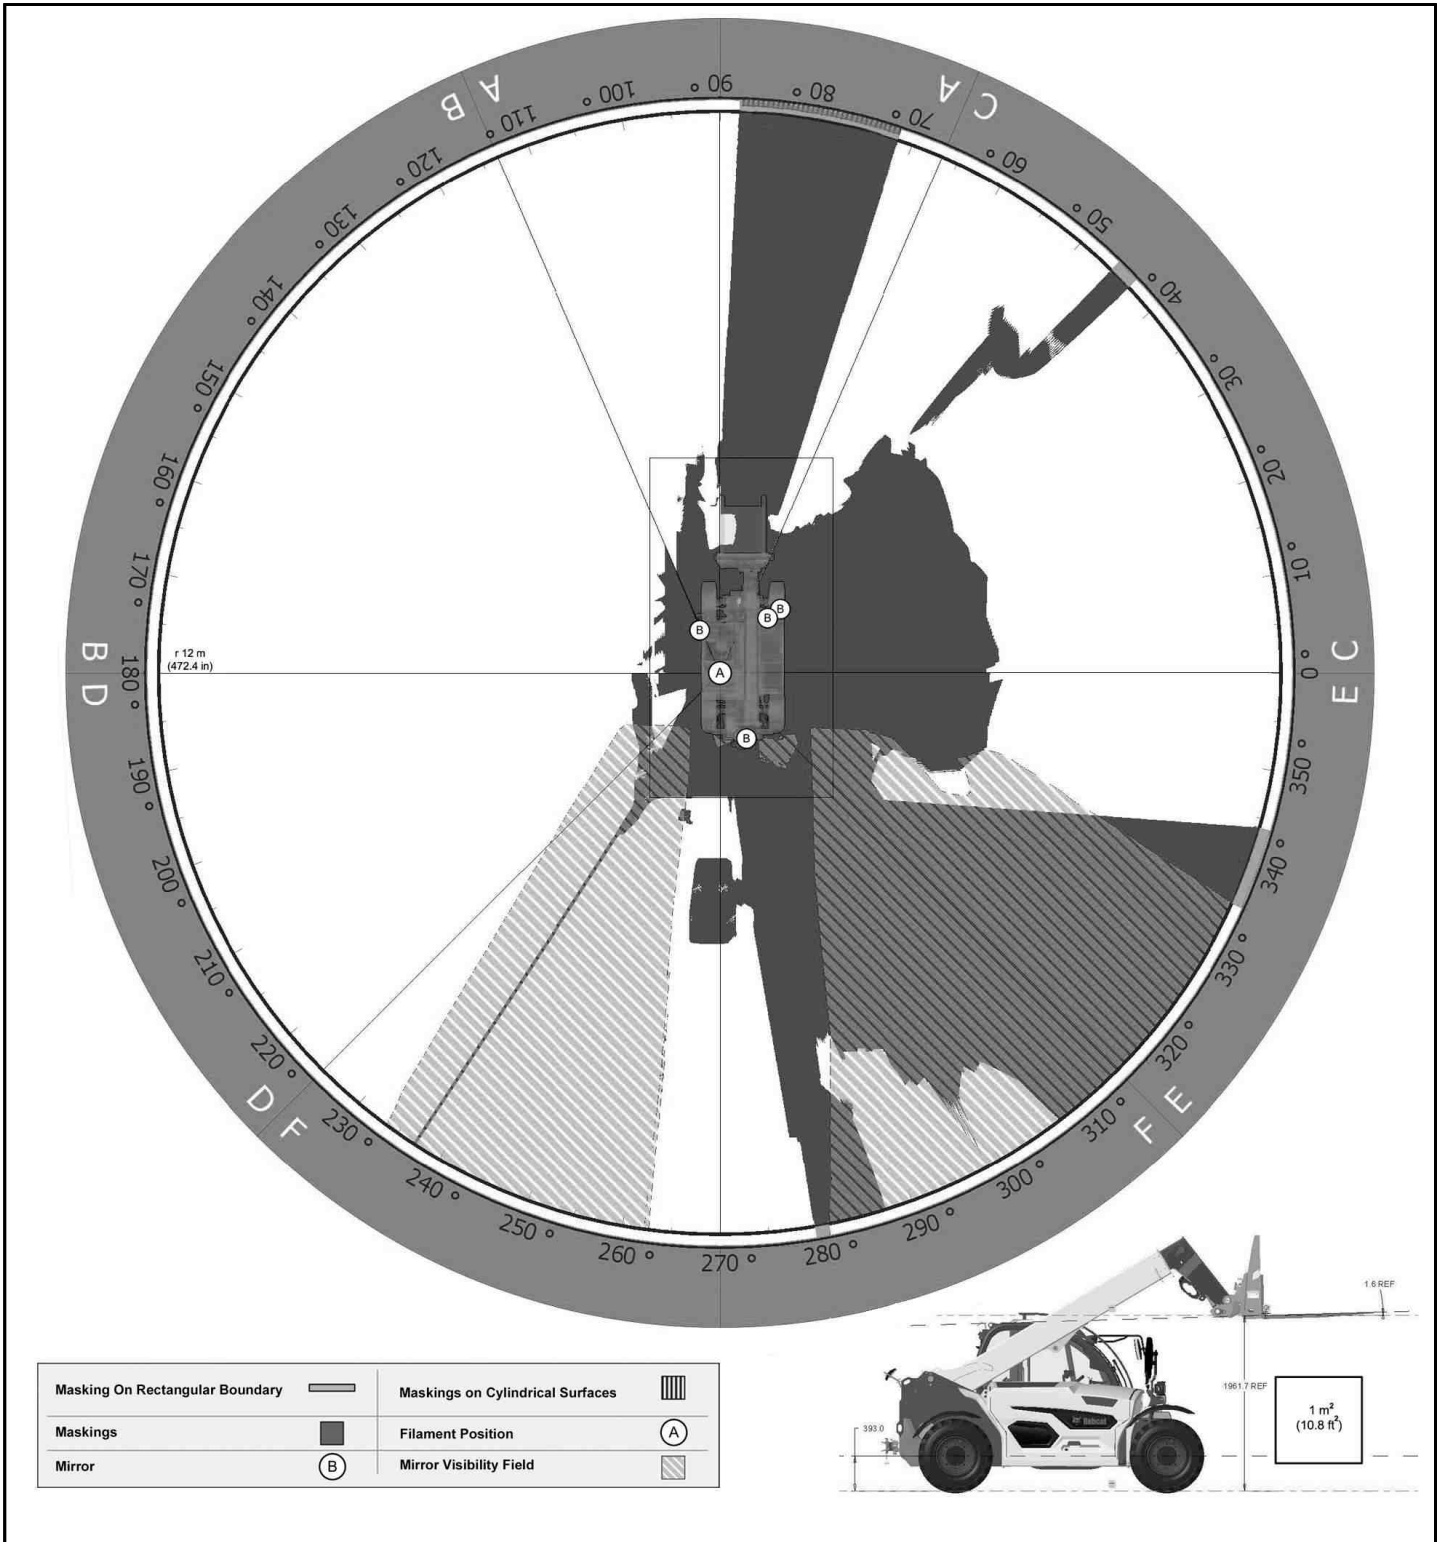 90 °
80 °
70 °
60 °
50 °
40 °
30 °
20 °
10 °
0 °
350 °
340 °
330 °
320 °
310 °
300 °
290 °
280 °
270 °
260 °
250 °
240 °
230 °
220 °
210 °
200 °
190 °
180 °
170 °
160 °
150 °
140 °
130 °
120 °
110 °
100 °
A
B
A
C
B
D
C
E
D
F
F
E
r 12 m
(472.4 in)
B
B
B
A
B
1.6 REF
1961.7 REF
393.0
Bobcat
1 m²
(10.8 ft²)
Masking On Rectangular Boundary
Maskings on Cylindrical Surfaces
Maskings
Filament Position
A
Mirror
B
Mirror Visibility Field